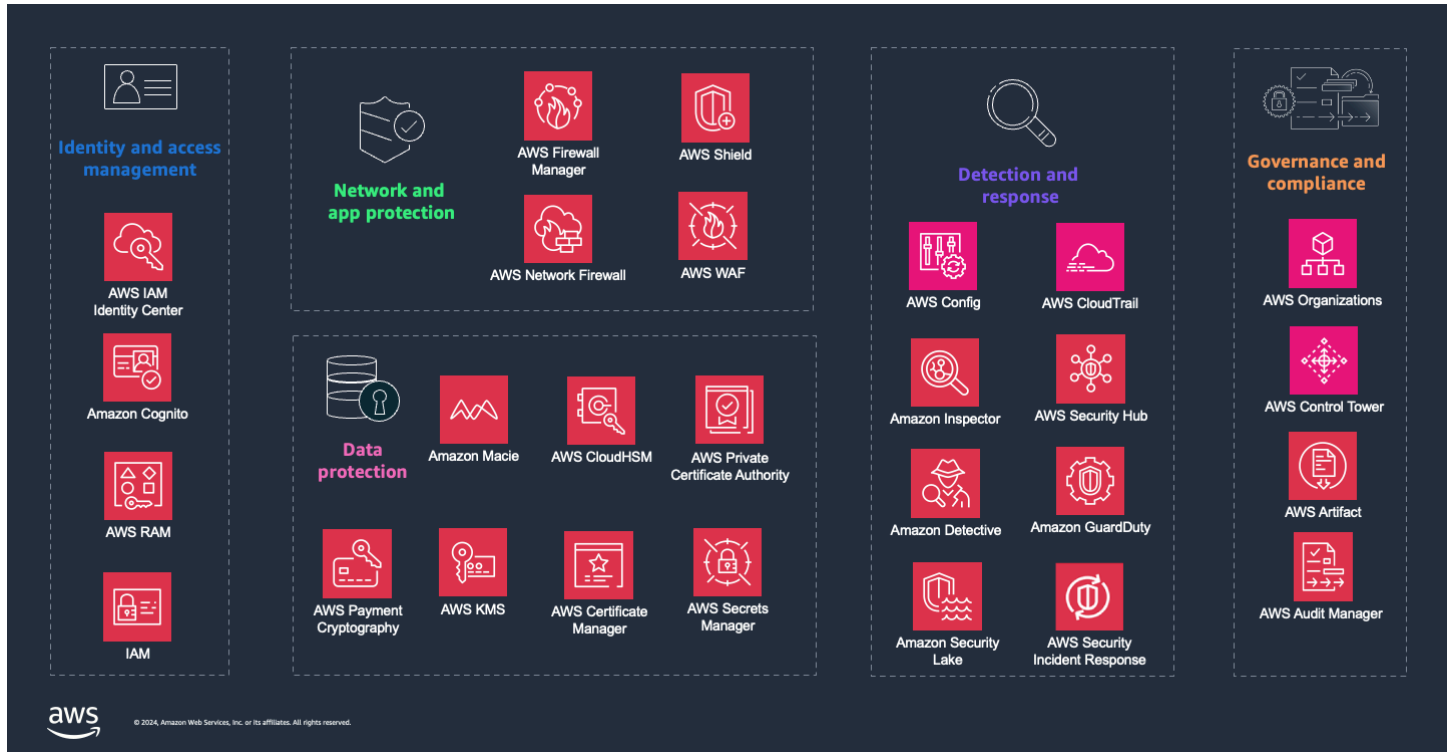 Identity and access
management
AWS IAM
Identity Center
Amazon Cognito
AWS RAM
IAM
Network and
app protection
AWS Firewall
Manager
AWS Shield
AWS Network Firewall
AWS WAF
Data
protection
Amazon Macie
AWS CloudHSM
AWS Private
Certificate Authority
AWS Payment
Cryptography
AWS KMS
AWS Certificate
Manager
AWS Secrets
Manager
Detection and
response
AWS Config
AWS CloudTrail
Amazon Inspector
AWS Security Hub
Amazon Detective
Amazon GuardDuty
Amazon Security
Lake
AWS Security
Incident Response
Governance and
compliance
AWS Organizations
AWS Control Tower
AWS Artifact
AWS Audit Manager
aws
© 2024, Amazon Web Services, Inc. or its affiliates. All rights reserved.